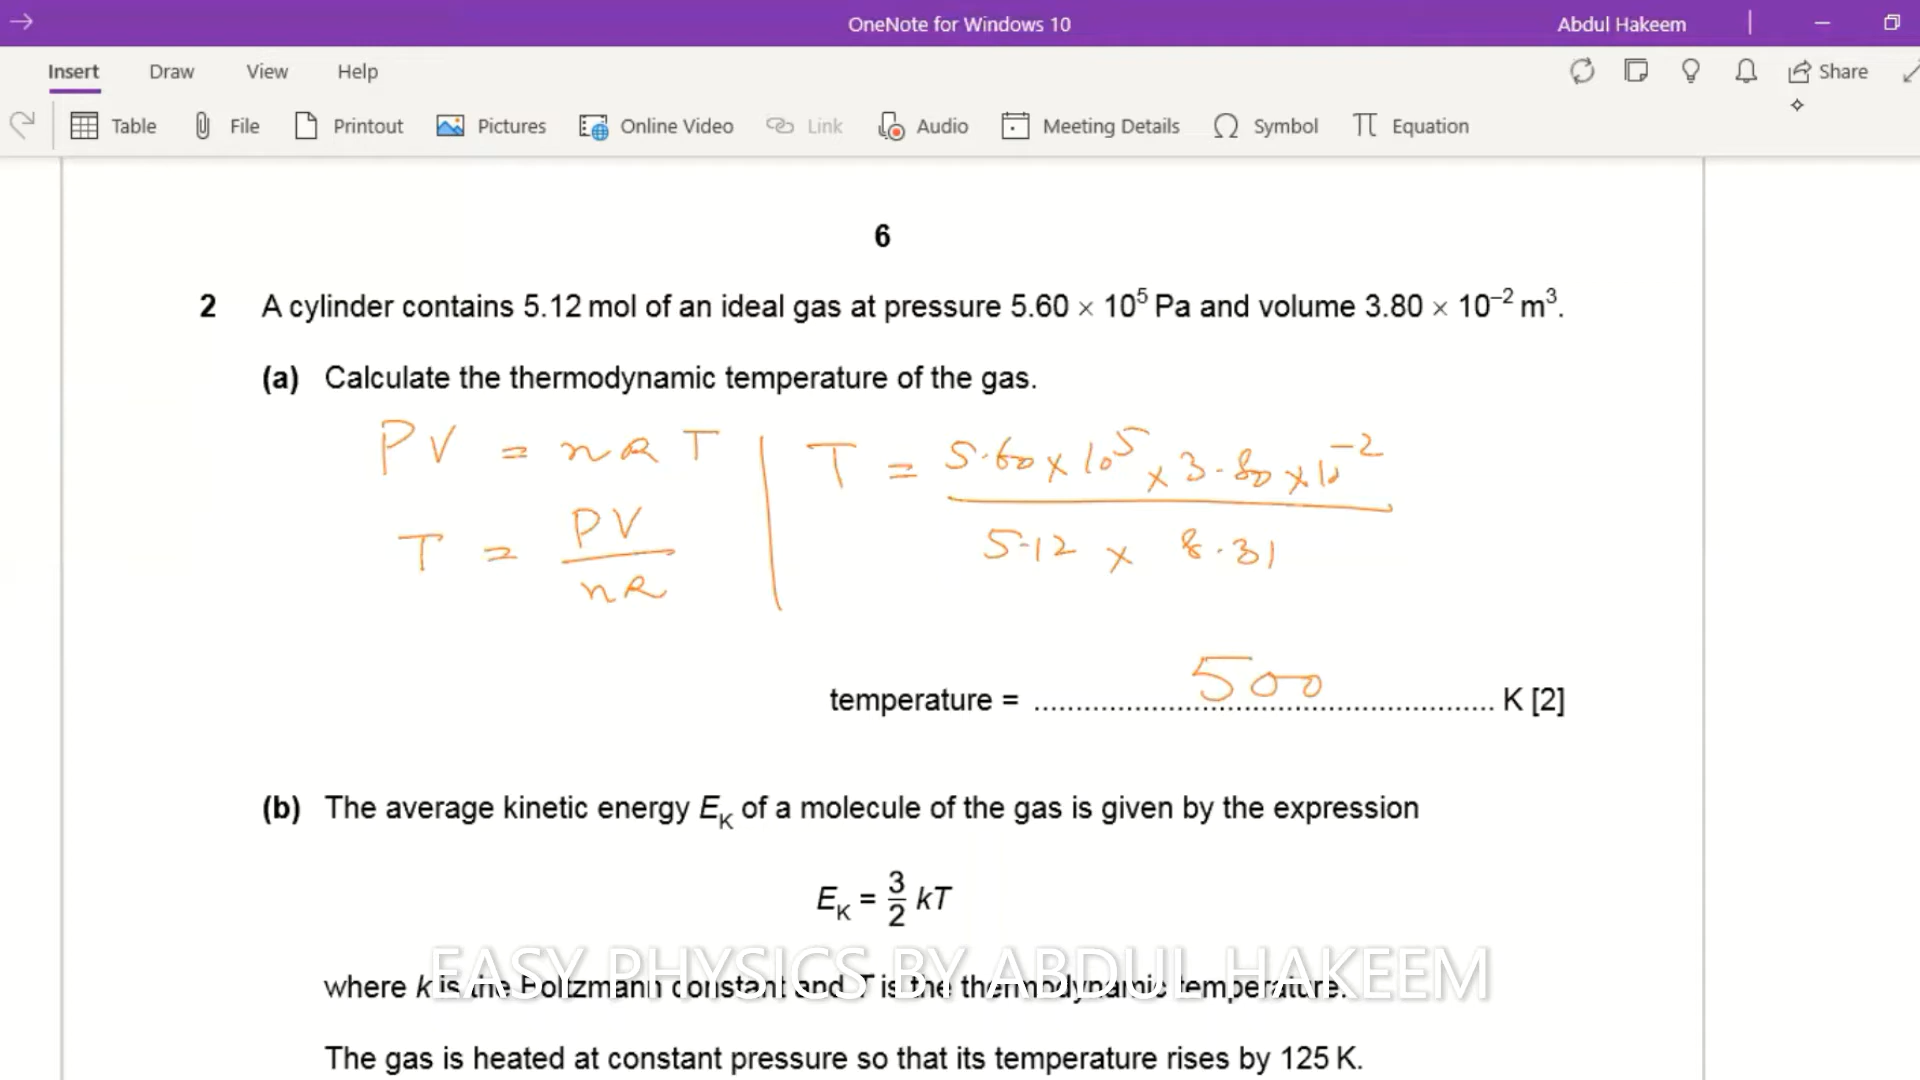 OneNote for Windows 10
Abdul Hakeem
Insert Draw View Help Share
Table File Printout Pictures Online Video Link Audio Meeting Details Symbol Equation
6
2 A cylinder contains 5.12 mol of an ideal gas at pressure 5.60 × 10⁵ Pa and volume 3.80 × 10⁻² m³.
(a) Calculate the thermodynamic temperature of the gas.
PV = nRT
T = PV / nR
T = 5.60 × 10⁵ × 3.80 × 10⁻² / 5.12 × 8.31
temperature = 500 K [2]
(b) The average kinetic energy E_K of a molecule of the gas is given by the expression
E_K = 3/2 kT
where k is the Boltzmann constant and T is the thermodynamic temperature.
EASY PHYSICS BY ABDUL HAKEEM
The gas is heated at constant pressure so that its temperature rises by 125 K.